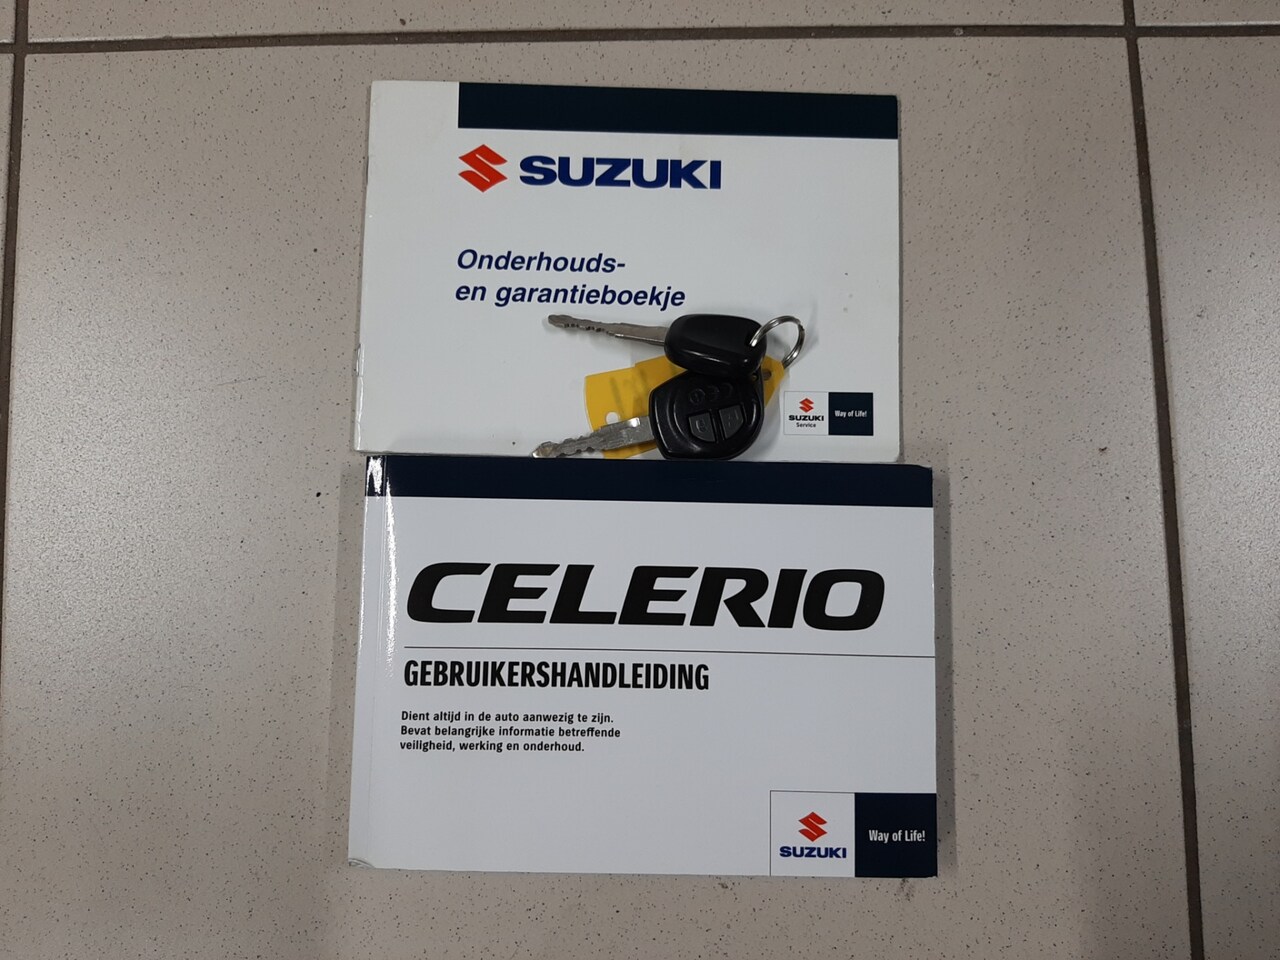 SUZUKI
Onderhouds-
en garantieboekje
SUZUKI
Service
Way of Life!
CELERIO
GEBRUIKERSHANDLEIDING
Dient altijd in de auto aanwezig te zijn.
Bevat belangrijke informatie betreffende
veiligheid, werking en onderhoud.
SUZUKI
Way of Life!